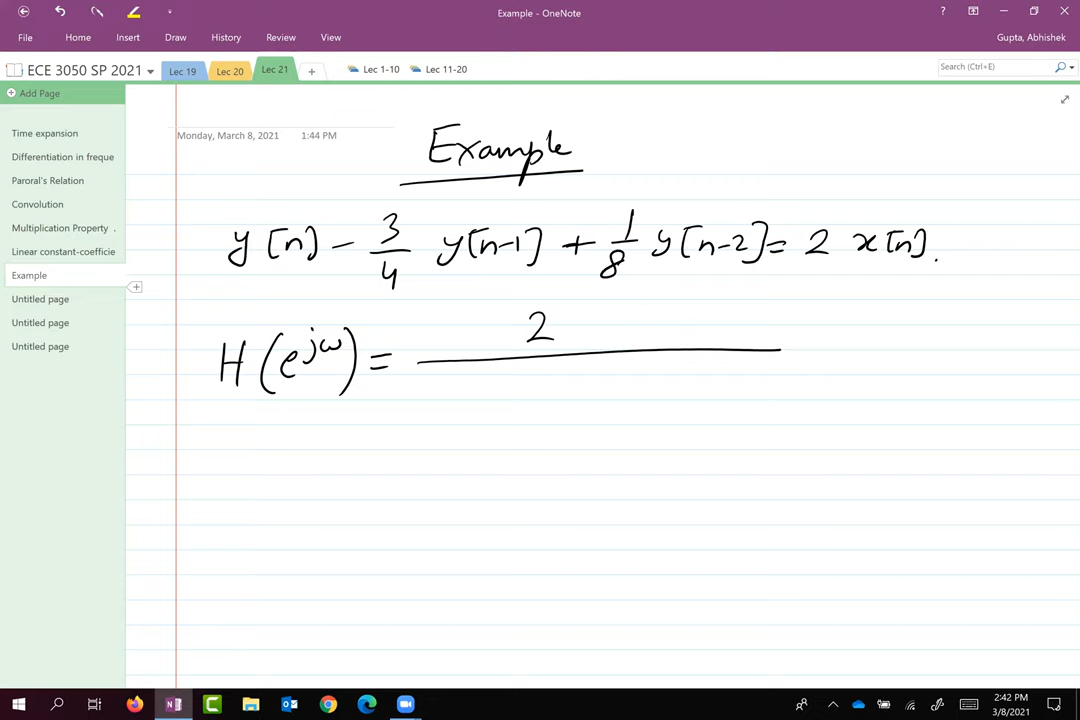 Example - OneNote
?
Gupta, Abhishek
File Home Insert Draw History Review View
ECE 3050 SP 2021 Lec 19 Lec 20 Lec 21 + Lec 1-10 Lec 11-20 Search (Ctrl+E)
Add Page
Time expansion
Differentiation in freque
Paroral's Relation
Convolution
Multiplication Property .
Linear constant-coefficie
Example
Untitled page
Untitled page
Untitled page
Monday, March 8, 2021 1:44 PM
Example
y[n] - 3/4 y[n-1] + 1/8 y[n-2] = 2 x[n].
2
H(e^{jω}) =
2:42 PM
3/8/2021